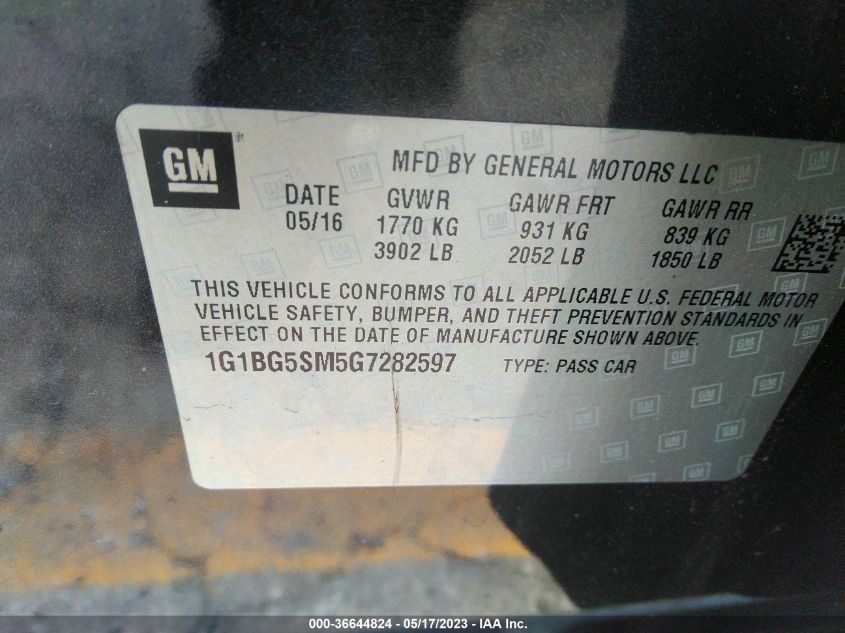 GM ®
MFD BY GENERAL MOTORS LLC
DATE GVWR GAWR FRT GAWR RR
05/16 1770 KG 931 KG 839 KG
3902 LB 2052 LB 1850 LB
THIS VEHICLE CONFORMS TO ALL APPLICABLE U.S. FEDERAL MOTOR
VEHICLE SAFETY, BUMPER, AND THEFT PREVENTION STANDARDS IN
EFFECT ON THE DATE OF MANUFACTURE SHOWN ABOVE.
1G1BG5SM5G7282597 TYPE: PASS CAR
000-36644824 - 05/17/2023 - IAA Inc.